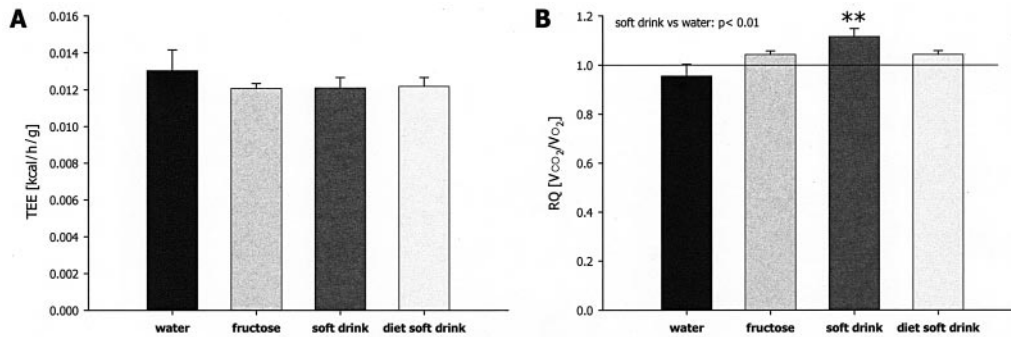 A
TEE [kcal/h/g]
0.016
0.014
0.012
0.010
0.008
0.006
0.004
0.002
0.000
water fructose soft drink diet soft drink
B
RQ [VCO2/VO2]
soft drink vs water: p< 0.01
**
1.2
1.0
0.8
0.6
0.4
0.2
0.0
water fructose soft drink diet soft drink